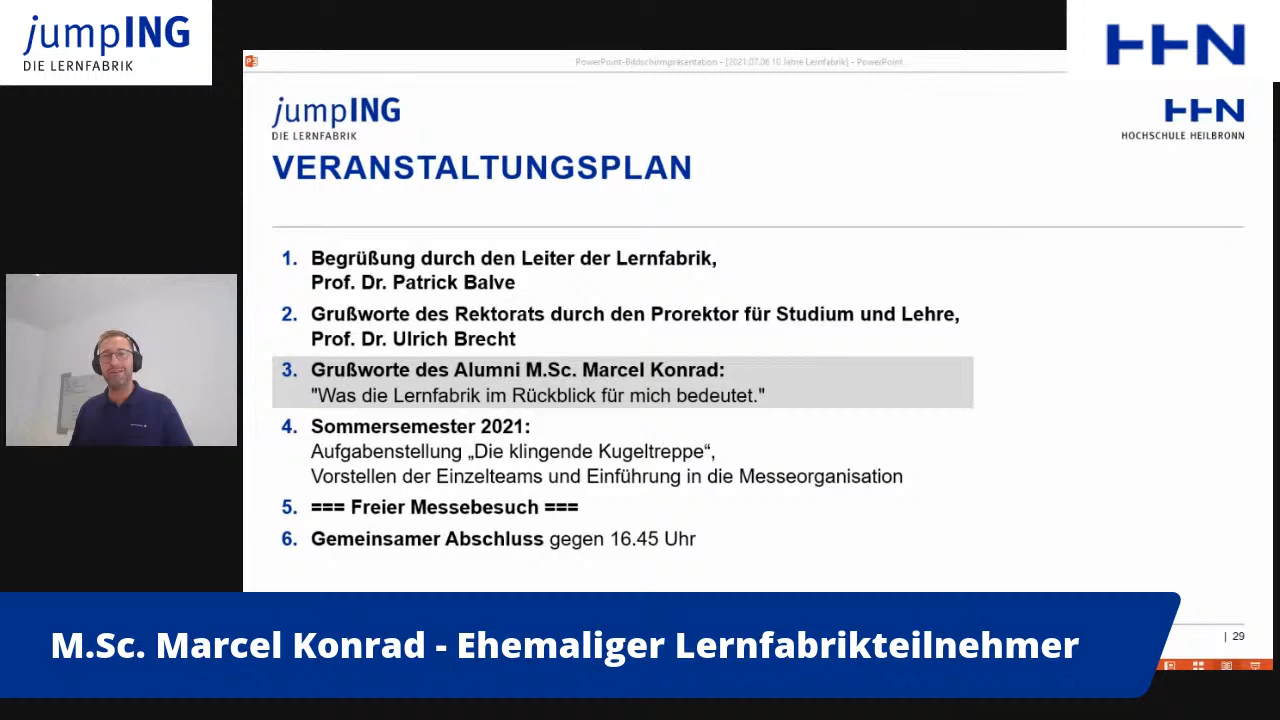 jumpING
DIE LERNFABRIK
HHN
PowerPoint-Bildschirmpräsentation - [2021.07.06 10 Jahre Lernfabrik] - PowerPoint
jumpING
DIE LERNFABRIK
HHN
HOCHSCHULE HEILBRONN
VERANSTALTUNGSPLAN
1. Begrüßung durch den Leiter der Lernfabrik,
Prof. Dr. Patrick Balve
2. Grußworte des Rektorats durch den Prorektor für Studium und Lehre,
Prof. Dr. Ulrich Brecht
3. Grußworte des Alumni M.Sc. Marcel Konrad:
"Was die Lernfabrik im Rückblick für mich bedeutet."
4. Sommersemester 2021:
Aufgabenstellung „Die klingende Kugeltreppe“,
Vorstellen der Einzelteams und Einführung in die Messeorganisation
5. === Freier Messebesuch ===
6. Gemeinsamer Abschluss gegen 16.45 Uhr
| 29
M.Sc. Marcel Konrad - Ehemaliger Lernfabrikteilnehmer